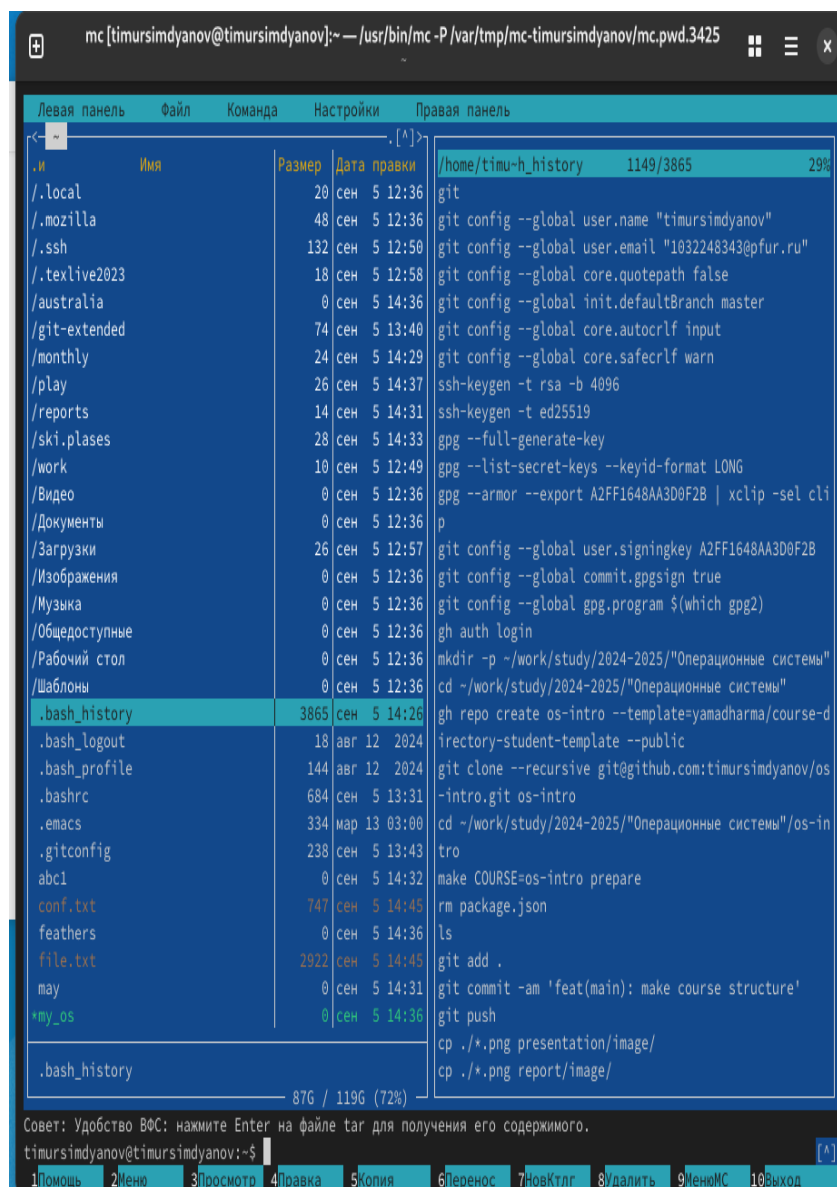 mc [timursimdyanov@timursimdyanov]:~ — /usr/bin/mc -P /var/tmp/mc-timursimdyanov/mc.pwd.3425
~
Левая панель Файл Команда Настройки Правая панель
<─ ~ .[^]>
.и Имя Размер Дата правки
/.local 20 сен 5 12:36
/.mozilla 48 сен 5 12:36
/.ssh 132 сен 5 12:50
/.texlive2023 18 сен 5 12:58
/australia 0 сен 5 14:36
/git-extended 74 сен 5 13:40
/monthly 24 сен 5 14:29
/play 26 сен 5 14:37
/reports 14 сен 5 14:31
/ski.plases 28 сен 5 14:33
/work 10 сен 5 12:49
/Видео 0 сен 5 12:36
/Документы 0 сен 5 12:36
/Загрузки 26 сен 5 12:57
/Изображения 0 сен 5 12:36
/Музыка 0 сен 5 12:36
/Общедоступные 0 сен 5 12:36
/Рабочий стол 0 сен 5 12:36
/Шаблоны 0 сен 5 12:36
.bash_history 3865 сен 5 14:26
.bash_logout 18 авг 12 2024
.bash_profile 144 авг 12 2024
.bashrc 684 сен 5 13:31
.emacs 334 мар 13 03:00
.gitconfig 238 сен 5 13:43
abc1 0 сен 5 14:32
conf.txt 747 сен 5 14:45
feathers 0 сен 5 14:36
file.txt 2922 сен 5 14:45
may 0 сен 5 14:31
*my_os 0 сен 5 14:36
.bash_history
87G / 119G (72%)
/home/timu~h_history 1149/3865 29%
git
git config --global user.name "timursimdyanov"
git config --global user.email "1032248343@pfur.ru"
git config --global core.quotepath false
git config --global init.defaultBranch master
git config --global core.autocrlf input
git config --global core.safecrlf warn
ssh-keygen -t rsa -b 4096
ssh-keygen -t ed25519
gpg --full-generate-key
gpg --list-secret-keys --keyid-format LONG
gpg --armor --export A2FF1648AA3D0F2B | xclip -sel cli
p
git config --global user.signingkey A2FF1648AA3D0F2B
git config --global commit.gpgsign true
git config --global gpg.program $(which gpg2)
gh auth login
mkdir -p ~/work/study/2024-2025/"Операционные системы"
cd ~/work/study/2024-2025/"Операционные системы"
gh repo create os-intro --template=yamadharma/course-d
irectory-student-template --public
git clone --recursive git@github.com:timursimdyanov/os
-intro.git os-intro
cd ~/work/study/2024-2025/"Операционные системы"/os-in
tro
make COURSE=os-intro prepare
rm package.json
ls
git add .
git commit -am 'feat(main): make course structure'
git push
cp ./*.png presentation/image/
cp ./*.png report/image/
Совет: Удобство ВФС: нажмите Enter на файле tar для получения его содержимого.
timursimdyanov@timursimdyanov:~$ [^]
1Помощь 2Меню 3Просмотр 4Правка 5Копия 6Перенос 7НовКтлг 8Удалить 9МенюМС 10Выход